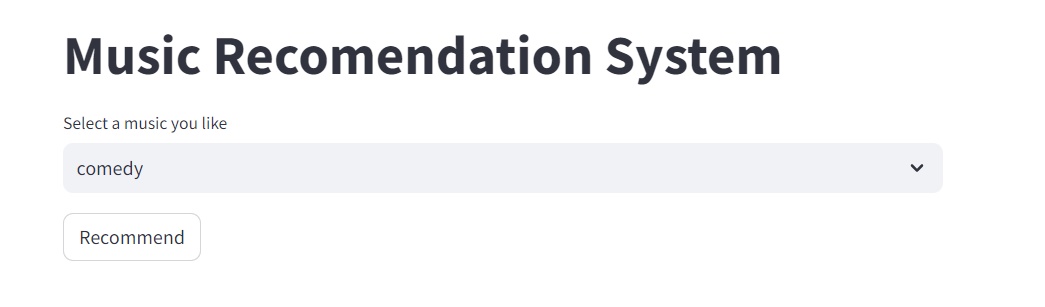 Music Recomendation System
Select a music you like
comedy
Recommend